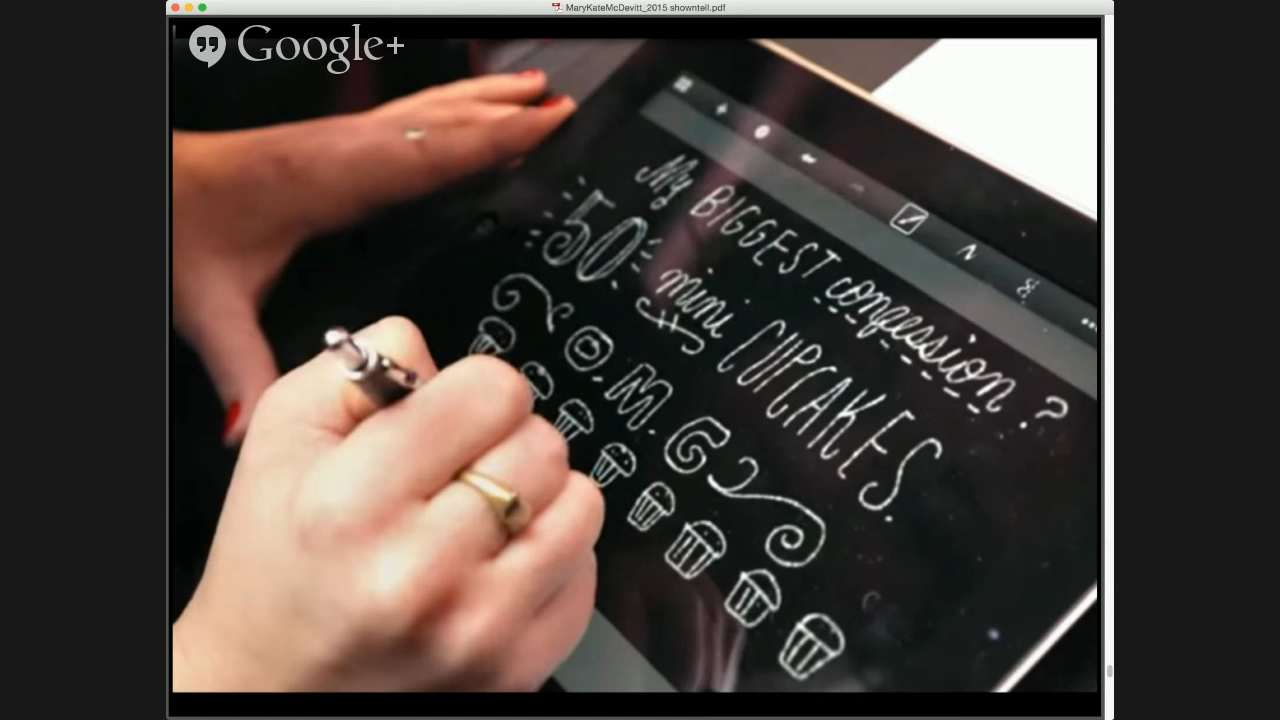 MaryKateMcDevitt_2015 showntell.pdf
Google+
My BIGGEST confession?
50 mini CUPCAKES.
O.M.G